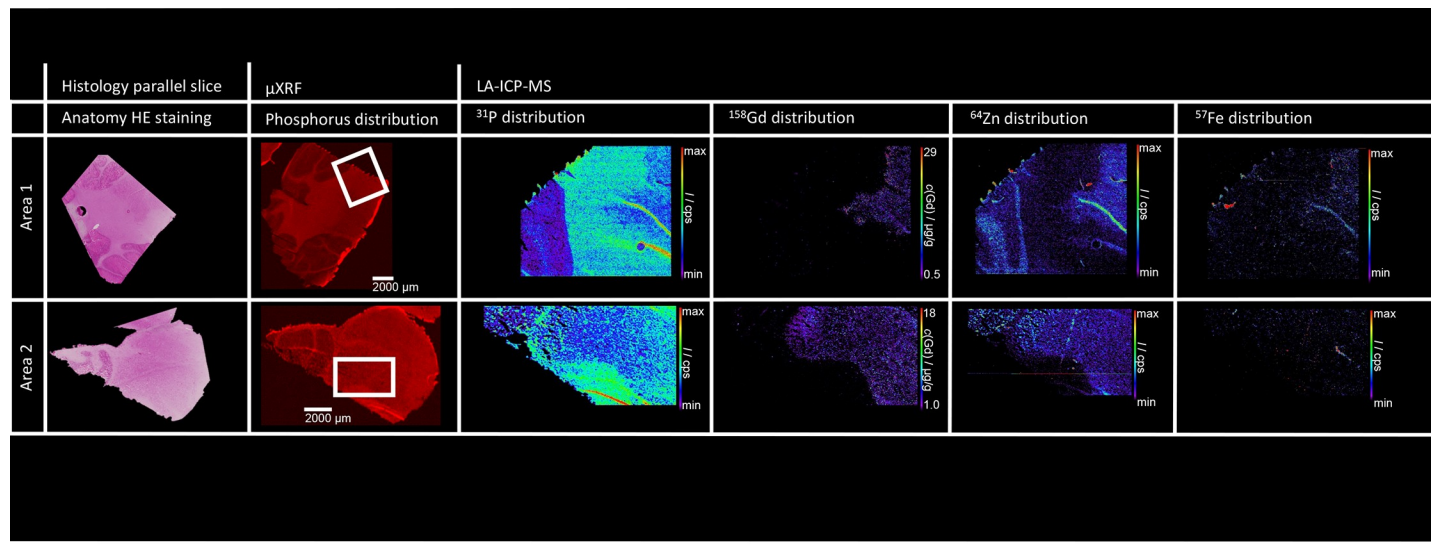 Histology parallel slice
µXRF
LA-ICP-MS
Anatomy HE staining
Phosphorus distribution
³¹P distribution
¹⁵⁸Gd distribution
⁶⁴Zn distribution
⁵⁷Fe distribution
Area 1
2000 µm
max
I / cps
min
29
c(Gd) / µg/g
0.5
max
I / cps
min
max
I / cps
min
Area 2
2000 µm
max
I / cps
min
18
c(Gd) / µg/g
1.0
max
I / cps
min
max
I / cps
min